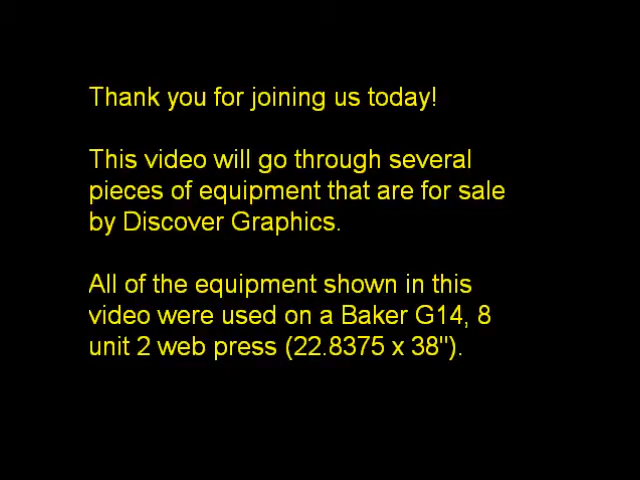 Thank you for joining us today!
This video will go through several
pieces of equipment that are for sale
by Discover Graphics.
All of the equipment shown in this
video were used on a Baker G14, 8
unit 2 web press (22.8375 x 38").